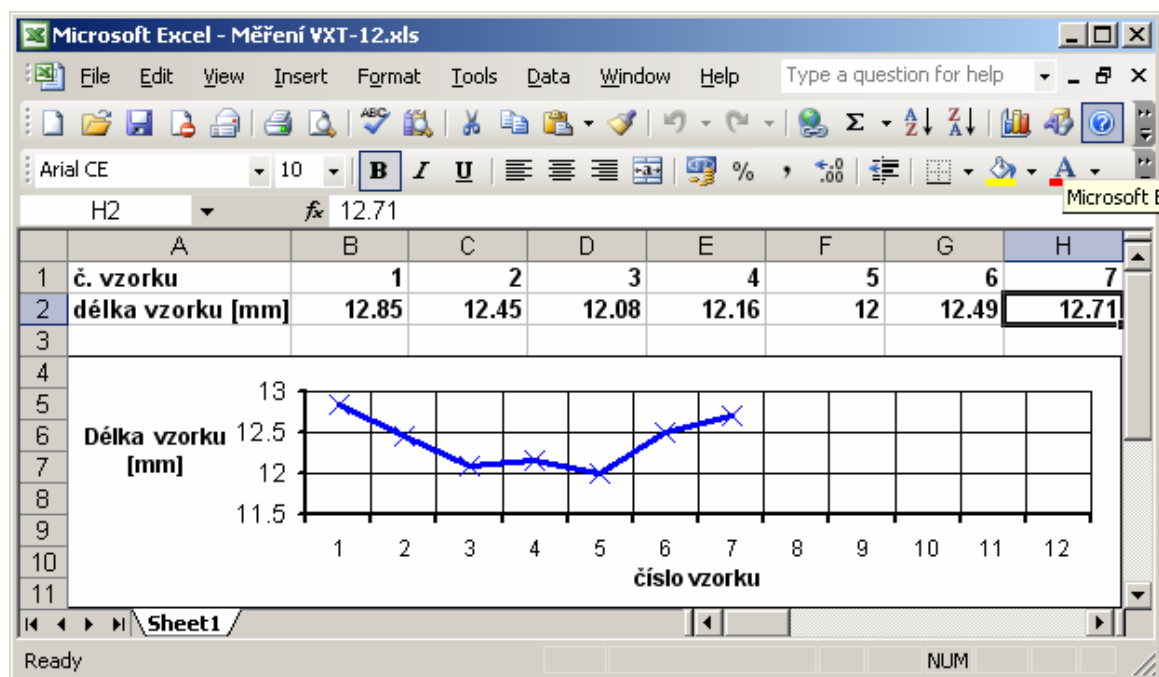 Microsoft Excel - Měření VXT-12.xls
File Edit View Insert Format Tools Data Window Help Type a question for help
ABC Σ A Z Z A
Arial CE 10 B I U a % , .0 .00 A
Microsoft E
H2 fx 12.71
A B C D E F G H
1 č. vzorku 1 2 3 4 5 6 7
2 délka vzorku [mm] 12.85 12.45 12.08 12.16 12 12.49 12.71
3
4
5
6
7
8
9
10
11
13
12.5
12
11.5
Délka vzorku
[mm]
1 2 3 4 5 6 7 8 9 10 11 12
číslo vzorku
Sheet1
Ready NUM